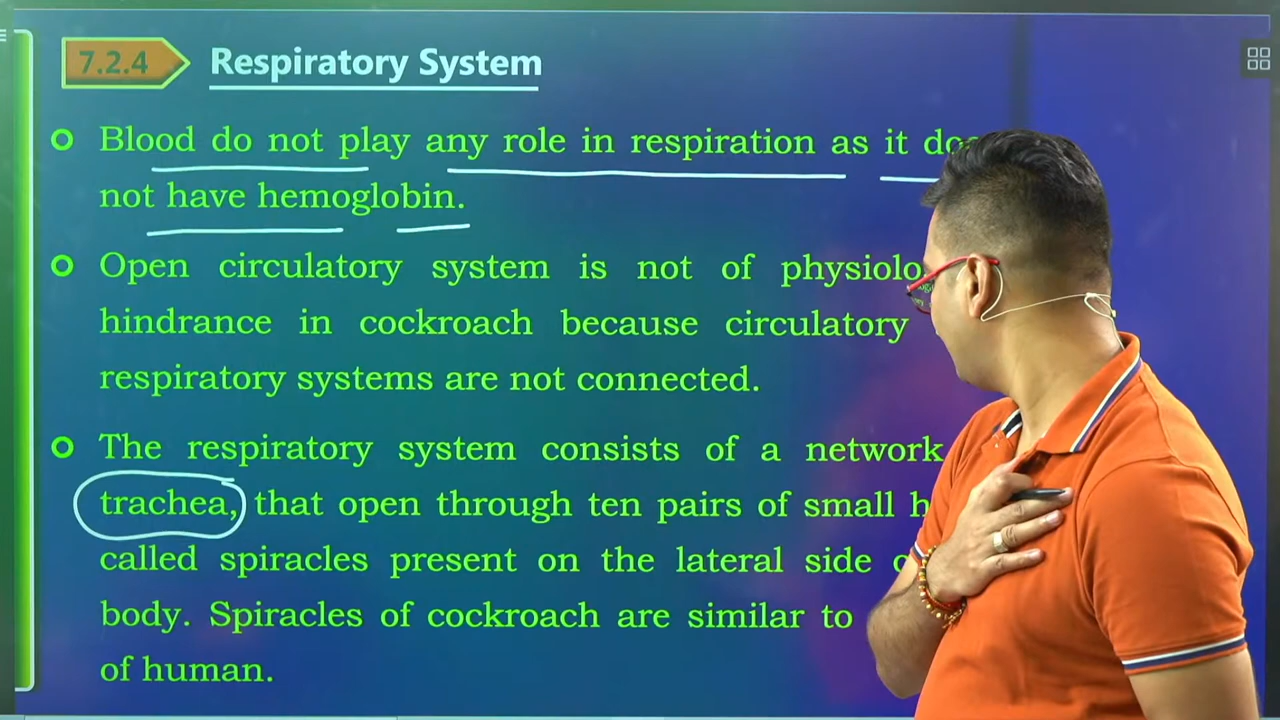 7.2.4 Respiratory System
Blood do not play any role in respiration as it
not have hemoglobin.
Open circulatory system is not of
hindrance in cockroach because circulatory
respiratory systems are not connected.
The respiratory system consists of a network
trachea, that open through ten pairs of small
called spiracles present on the lateral side
body. Spiracles of cockroach are similar to
of human.